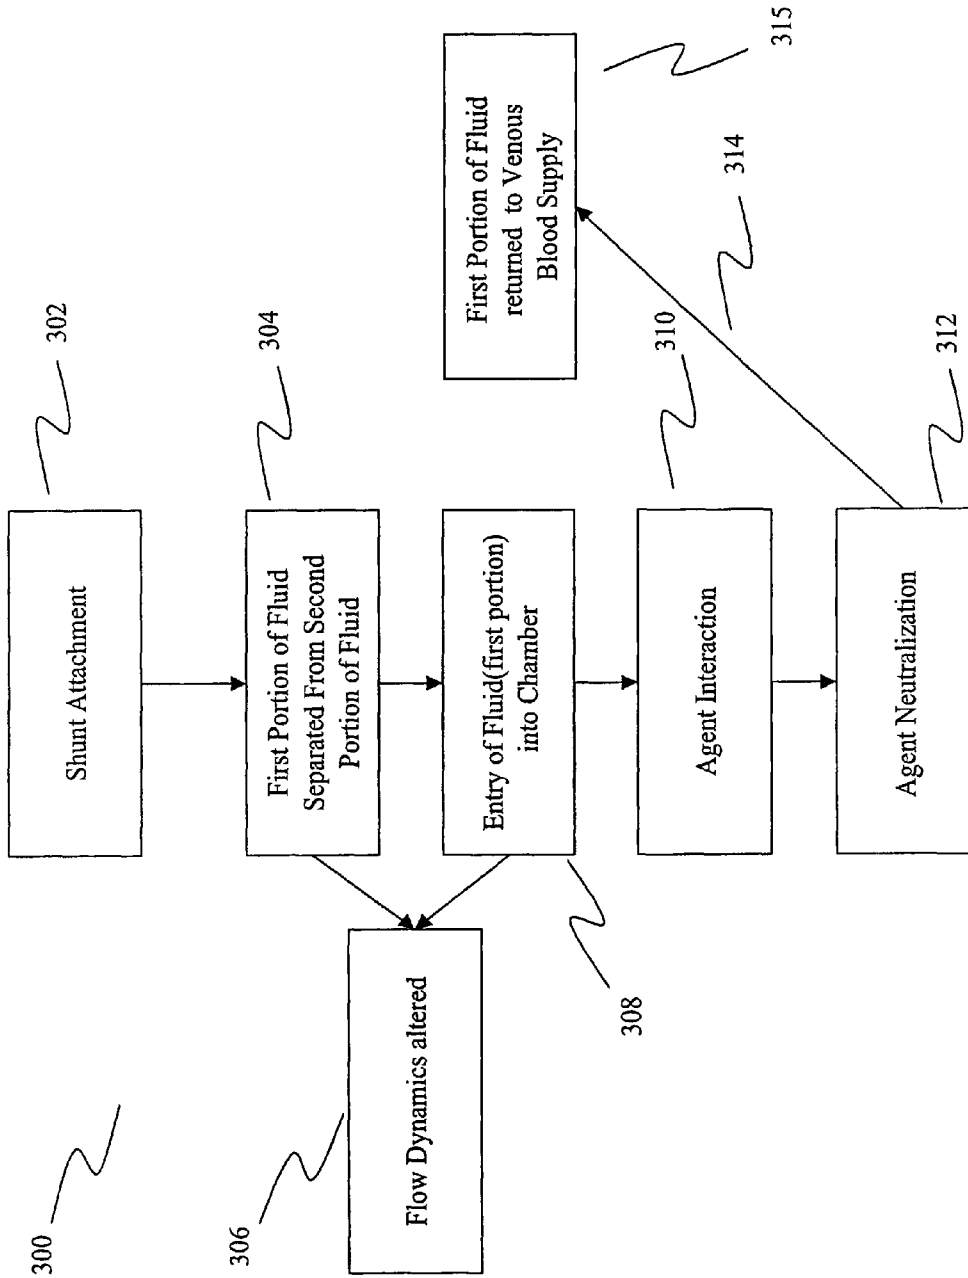 300
Shunt Attachment
302
First Portion of Fluid
Separated From Second
Portion of Fluid
304
Flow Dynamics altered
306
Entry of Fluid(first portion)
into Chamber
308
Agent Interaction
310
Agent Neutralization
312
314
First Portion of Fluid
returned to Venous
Blood Supply
315